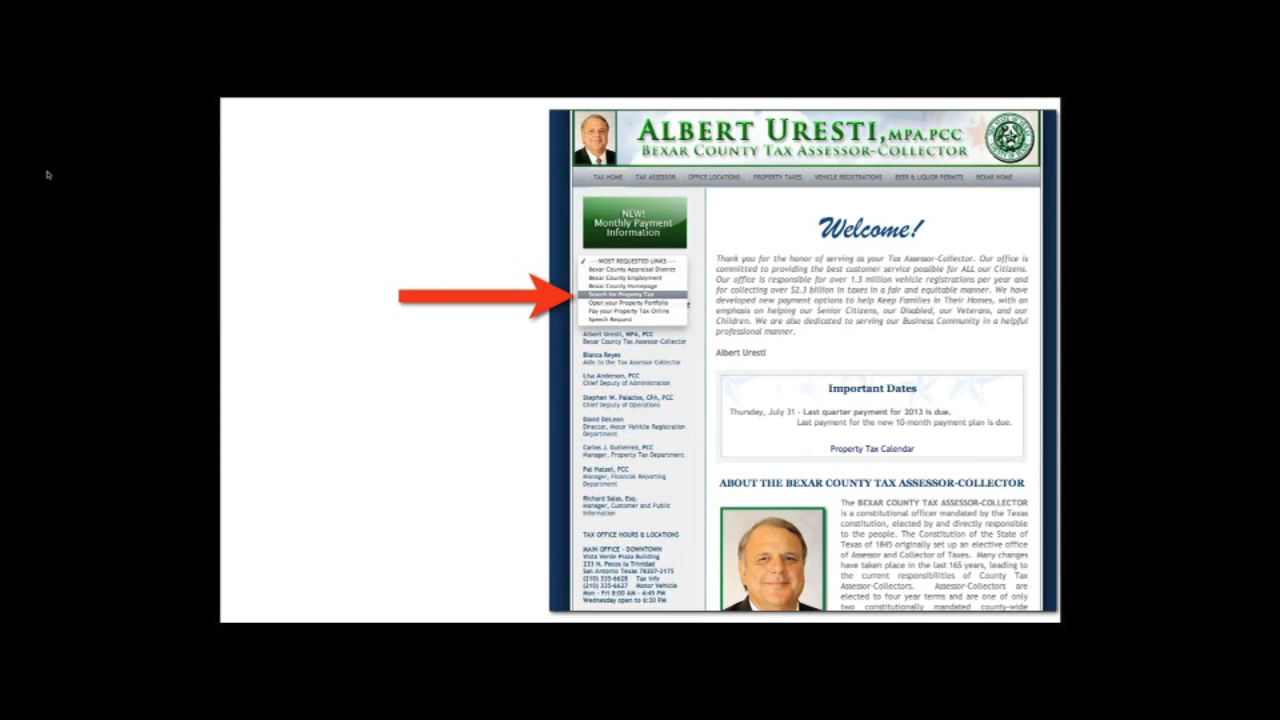 ALBERT URESTI, MPA, PCC
BEXAR COUNTY TAX ASSESSOR-COLLECTOR
TAX HOME TAX ASSESSOR OFFICE LOCATIONS PROPERTY TAXES VEHICLE REGISTRATIONS BEER & LIQUOR PERMITS BEXAR HOME
NEW!
Monthly Payment
Information
✓ ---- MOST REQUESTED LINKS ----
Bexar County Appraisal District
Bexar County Employment
Bexar County Homepage
Search for Property Tax
Open your Property Portfolio
Pay your Property Tax Online
Speech Request
Albert Uresti, MPA, PCC
Bexar County Tax Assessor-Collector
Blanca Reyes
Aide to the Tax Assessor Collector
Lisa Anderson, PCC
Chief Deputy of Administration
Stephen W. Palacios, CPA, PCC
Chief Deputy of Operations
David DeLeon
Director, Motor Vehicle Registration
Department
Carlos J. Gutierrez, PCC
Manager, Property Tax Department
Pat Hatzel, PCC
Manager, Financial Reporting
Department
Richard Salas, Esq.
Manager, Customer and Public
Information
TAX OFFICE HOURS & LOCATIONS
MAIN OFFICE - DOWNTOWN
Vista Verde Plaza Building
233 N. Pecos la Trinidad
San Antonio Texas 78207-3175
(210) 335-6628 Tax Info
(210) 335-6627 Motor Vehicle
Mon - Fri 8:00 AM - 4:45 PM
Wednesday open to 6:30 PM
Welcome!
Thank you for the honor of serving as your Tax Assessor-Collector. Our office is
committed to providing the best customer service possible for ALL our Citizens.
Our office is responsible for over 1.3 million vehicle registrations per year and
for collecting over $2.3 billion in taxes in a fair and equitable manner. We have
developed new payment options to help Keep Families In Their Homes, with an
emphasis on helping our Senior Citizens, our Disabled, our Veterans, and our
Children. We are also dedicated to serving our Business Community in a helpful
professional manner.
Albert Uresti
Important Dates
Thursday, July 31 - Last quarter payment for 2013 is due.
Last payment for the new 10-month payment plan is due.
Property Tax Calendar
ABOUT THE BEXAR COUNTY TAX ASSESSOR-COLLECTOR
The BEXAR COUNTY TAX ASSESSOR-COLLECTOR
is a constitutional officer mandated by the Texas
constitution, elected by and directly responsible
to the people. The Constitution of the State of
Texas of 1845 originally set up an elective office
of Assessor and Collector of Taxes. Many changes
have taken place in the last 165 years, leading to
the current responsibilities of County Tax
Assessor-Collectors. Assessor-Collectors are
elected to four year terms and are one of only
two constitutionally mandated county-wide